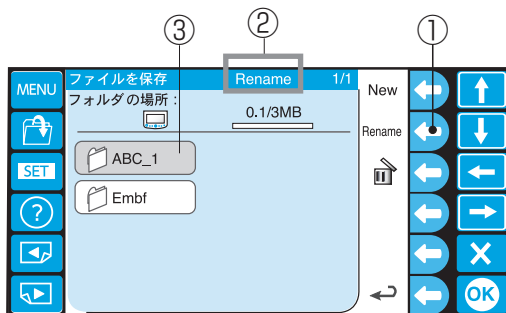 ③ ② ①
MENU ファイルを保存 Rename 1/1 New
フォルダの場所：
0.1/3MB
Rename
ABC_1
SET
Embf
?
OK